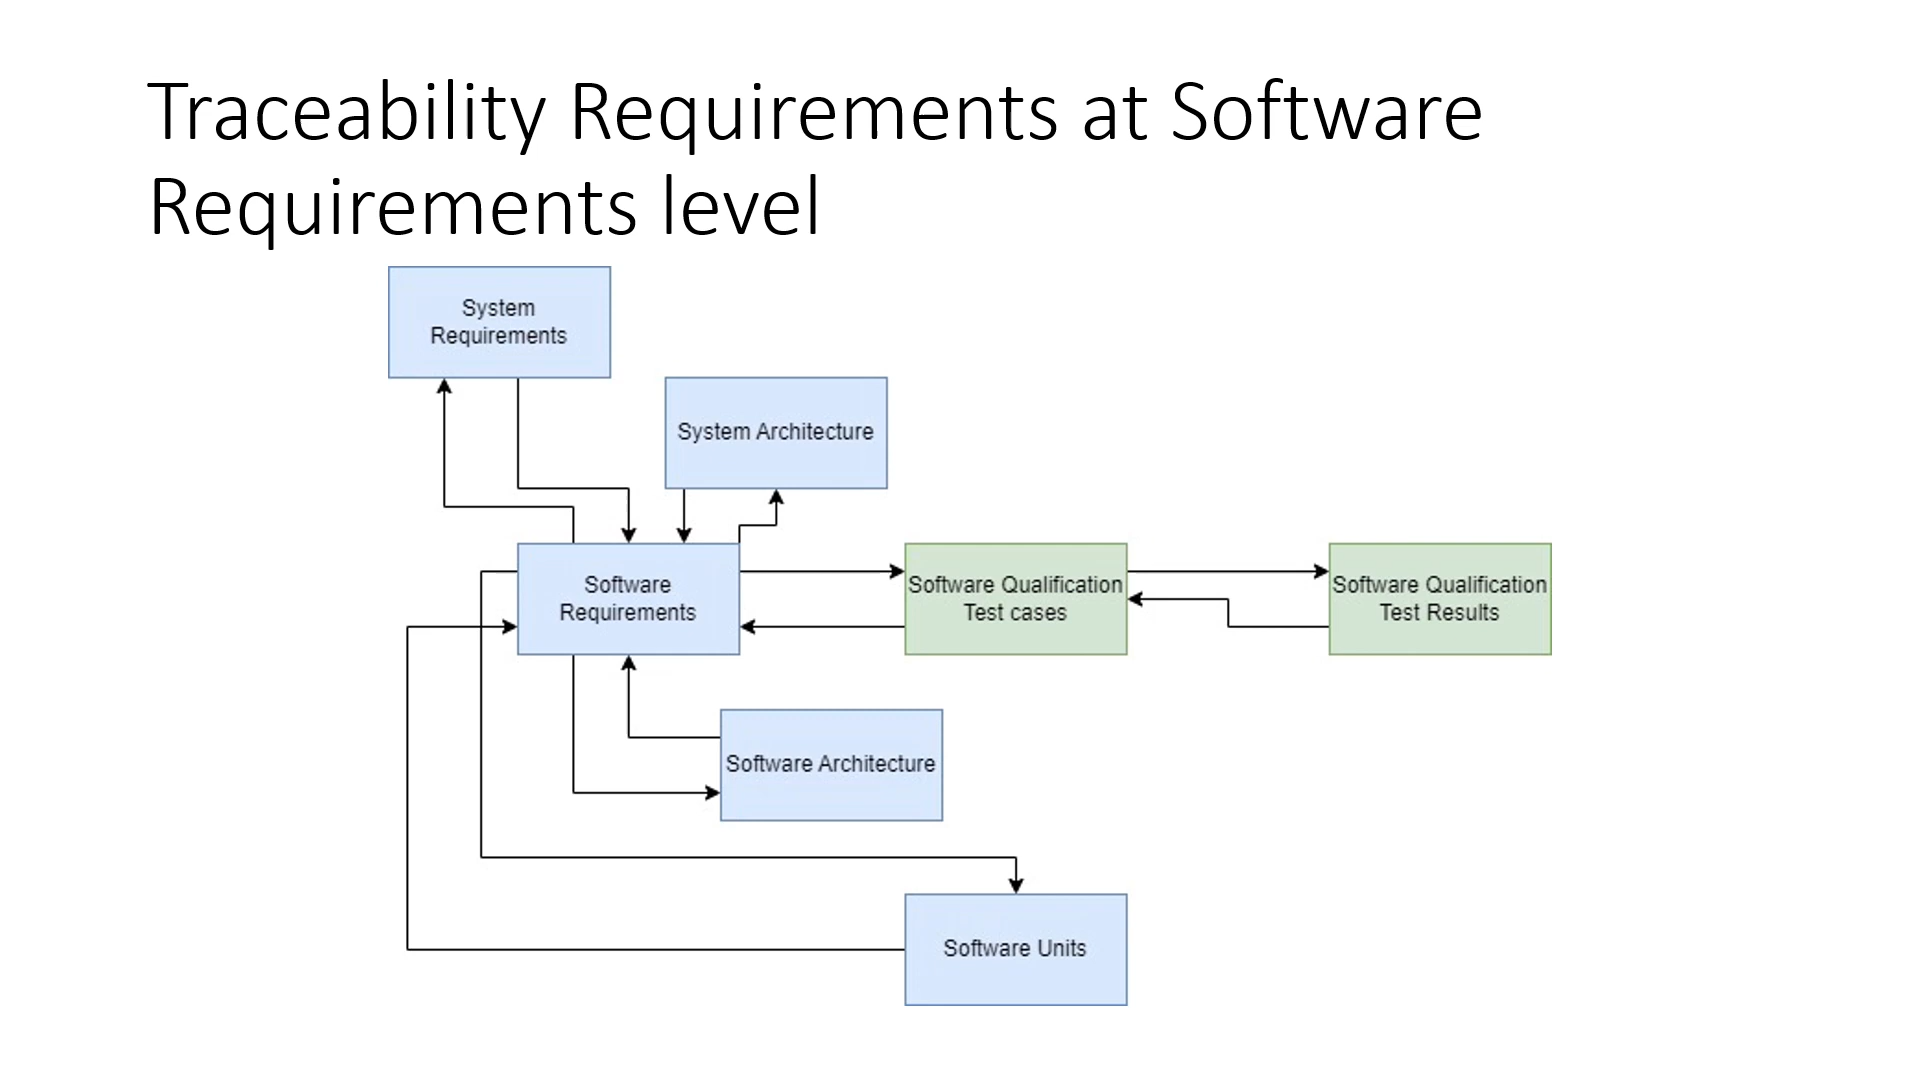 Traceability Requirements at Software
Requirements level
System
Requirements
System Architecture
Software
Requirements
Software Qualification
Test cases
Software Qualification
Test Results
Software Architecture
Software Units